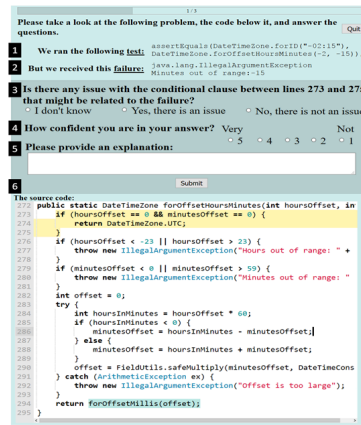 1/3
Please take a look at the following problem, the code below it, and answer the
questions.
Quit
1 We ran the following test: assertEquals(DateTimeZone.forID("-02:15"),
DateTimeZone.forOffsetHoursMinutes(-2, -15))
2 But we received this failure: java.lang.IllegalArgumentException
Minutes out of range:-15
3 Is there any issue with the conditional clause between lines 273 and 27
that might be related to the failure?
I don't know Yes, there is an issue No, there is not an issu
4 How confident you are in your answer? Very Not
5 4 3 2 1
5 Please provide an explanation:
Submit
6
The source code:
272 public static DateTimeZone forOffsetHoursMinutes(int hoursOffset, in
273 if (hoursOffset == 0 && minutesOffset == 0) {
274 return DateTimeZone.UTC;
275 }
276 if (hoursOffset < -23 || hoursOffset > 23) {
277 throw new IllegalArgumentException("Hours out of range: " +
278 }
279 if (minutesOffset < 0 || minutesOffset > 59) {
280 throw new IllegalArgumentException("Minutes out of range: "
281 }
282 int offset = 0;
283 try {
284 int hoursInMinutes = hoursOffset * 60;
285 if (hoursInMinutes < 0) {
286 minutesOffset = hoursInMinutes - minutesOffset;
287 } else {
288 minutesOffset = hoursInMinutes + minutesOffset;
289 }
290 offset = FieldUtils.safeMultiply(minutesOffset, DateTimeCons
291 } catch (ArithmeticException ex) {
292 throw new IllegalArgumentException("Offset is too large");
293 }
294 return forOffsetMillis(offset);
295 }